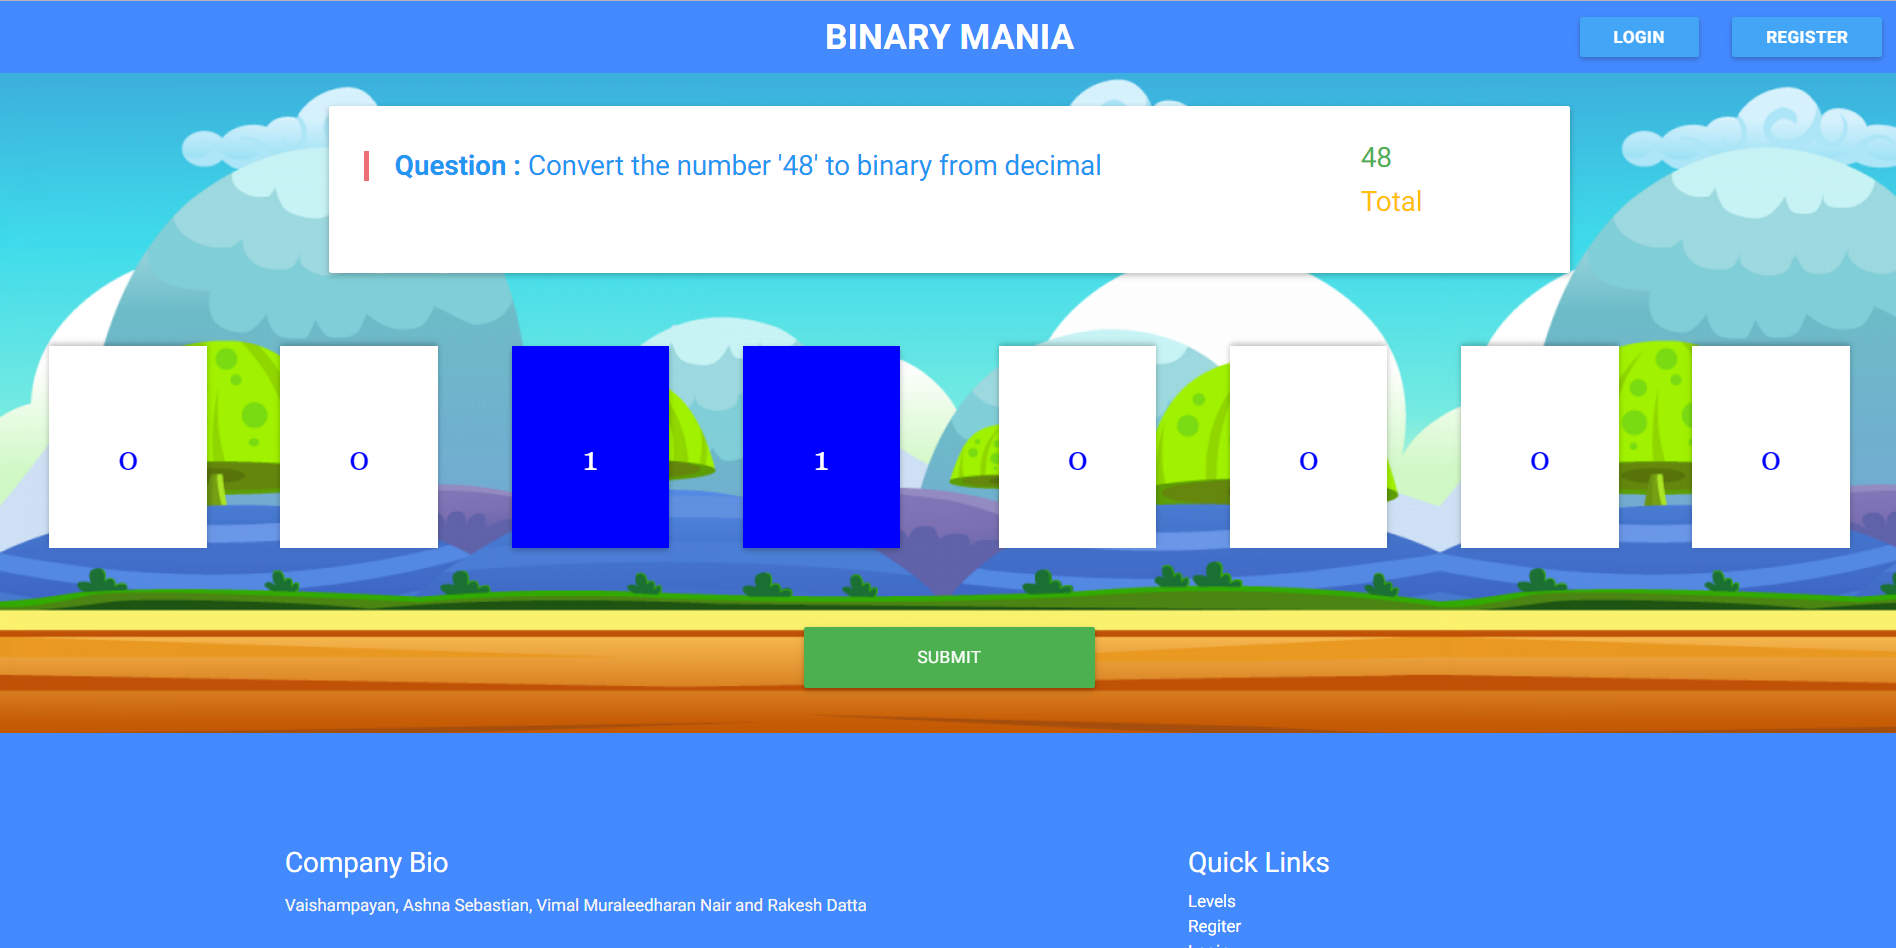 BINARY MANIA
LOGIN
REGISTER
Question : Convert the number '48' to binary from decimal
48
Total
0
0
1
1
0
0
0
0
SUBMIT
Company Bio
Vaishampayan, Ashna Sebastian, Vimal Muraleedharan Nair and Rakesh Datta
Quick Links
Levels
Regiter